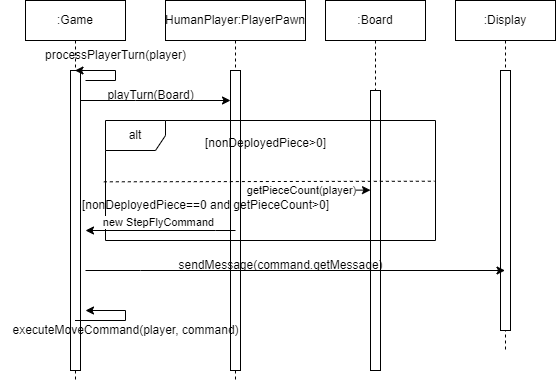 :Game
HumanPlayer:PlayerPawn
:Board
:Display
processPlayerTurn(player)
playTurn(Board)
alt
[nonDeployedPiece>0]
getPieceCount(player)
[nonDeployedPiece==0 and getPieceCount>0]
new StepFlyCommand
sendMessage(command.getMessage)
executeMoveCommand(player, command)